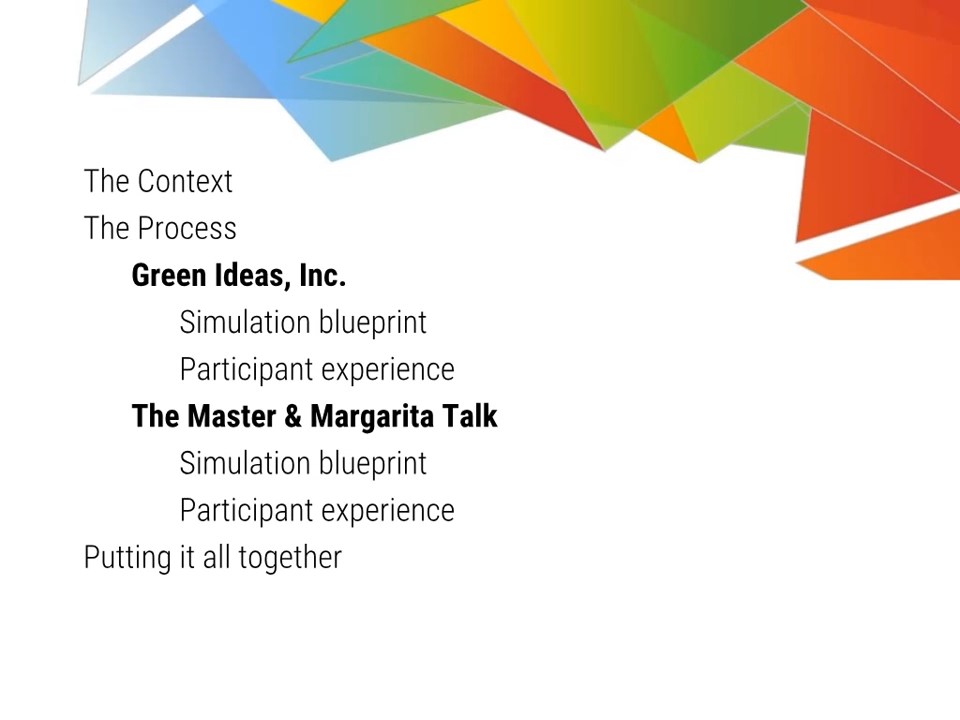 The Context
The Process
Green Ideas, Inc.
Simulation blueprint
Participant experience
The Master & Margarita Talk
Simulation blueprint
Participant experience
Putting it all together